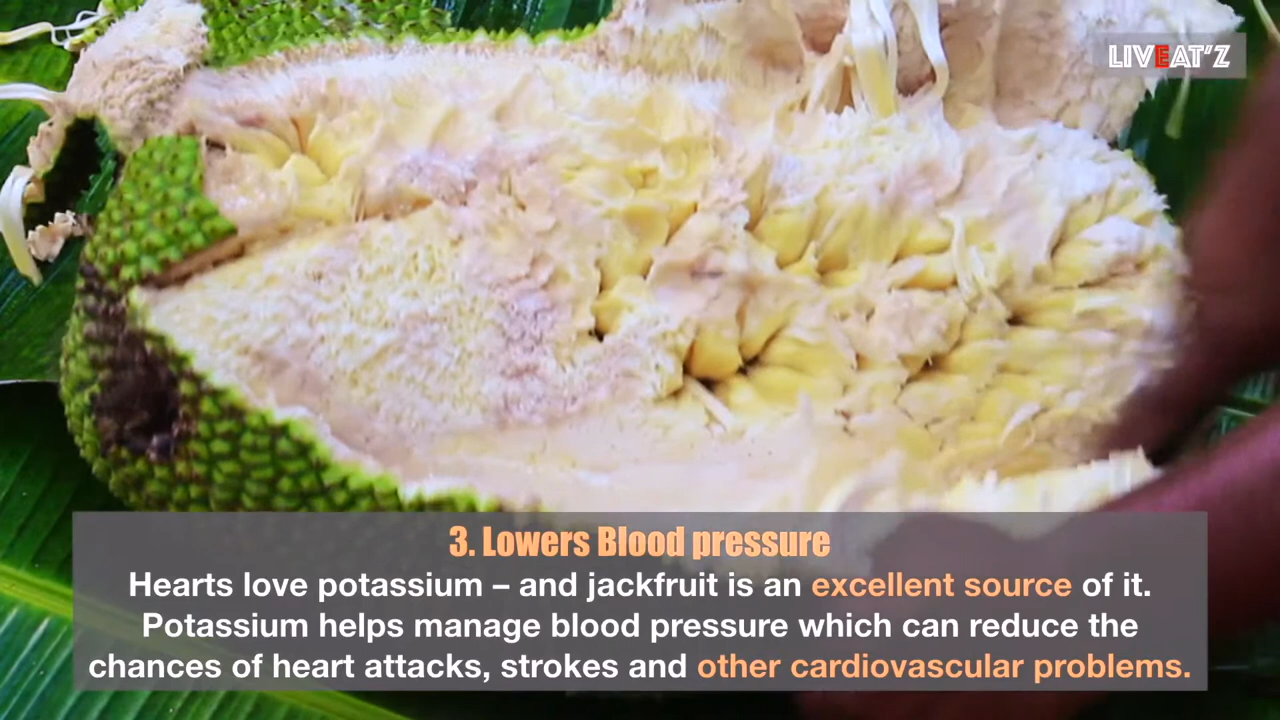 LIVEAT'Z
3. Lowers Blood pressure
Hearts love potassium – and jackfruit is an excellent source of it.
Potassium helps manage blood pressure which can reduce the
chances of heart attacks, strokes and other cardiovascular problems.